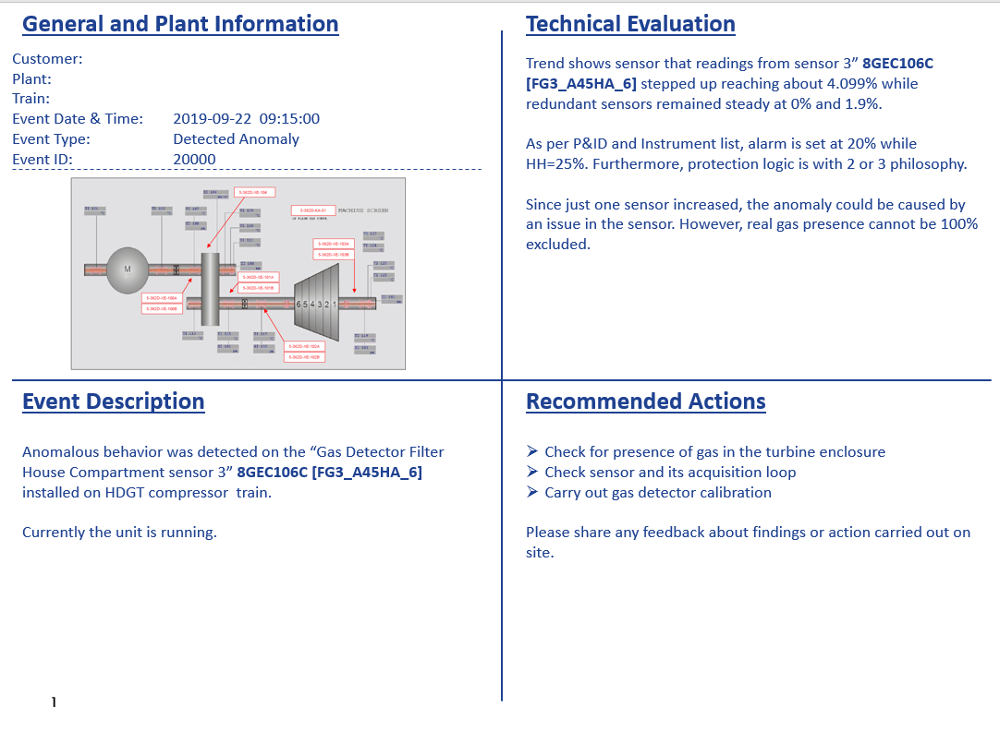 General and Plant Information
Customer:
Plant:
Train:
Event Date & Time: 2019-09-22 09:15:00
Event Type: Detected Anomaly
Event ID: 20000
MACHINE SCREEN
M
6 5 4 3 2 1
Technical Evaluation
Trend shows sensor that readings from sensor 3” 8GEC106C
[FG3_A45HA_6] stepped up reaching about 4.099% while
redundant sensors remained steady at 0% and 1.9%.
As per P&ID and Instrument list, alarm is set at 20% while
HH=25%. Furthermore, protection logic is with 2 or 3 philosophy.
Since just one sensor increased, the anomaly could be caused by
an issue in the sensor. However, real gas presence cannot be 100%
excluded.
Event Description
Anomalous behavior was detected on the “Gas Detector Filter
House Compartment sensor 3” 8GEC106C [FG3_A45HA_6]
installed on HDGT compressor train.
Currently the unit is running.
Recommended Actions
➢ Check for presence of gas in the turbine enclosure
➢ Check sensor and its acquisition loop
➢ Carry out gas detector calibration
Please share any feedback about findings or action carried out on
site.
1